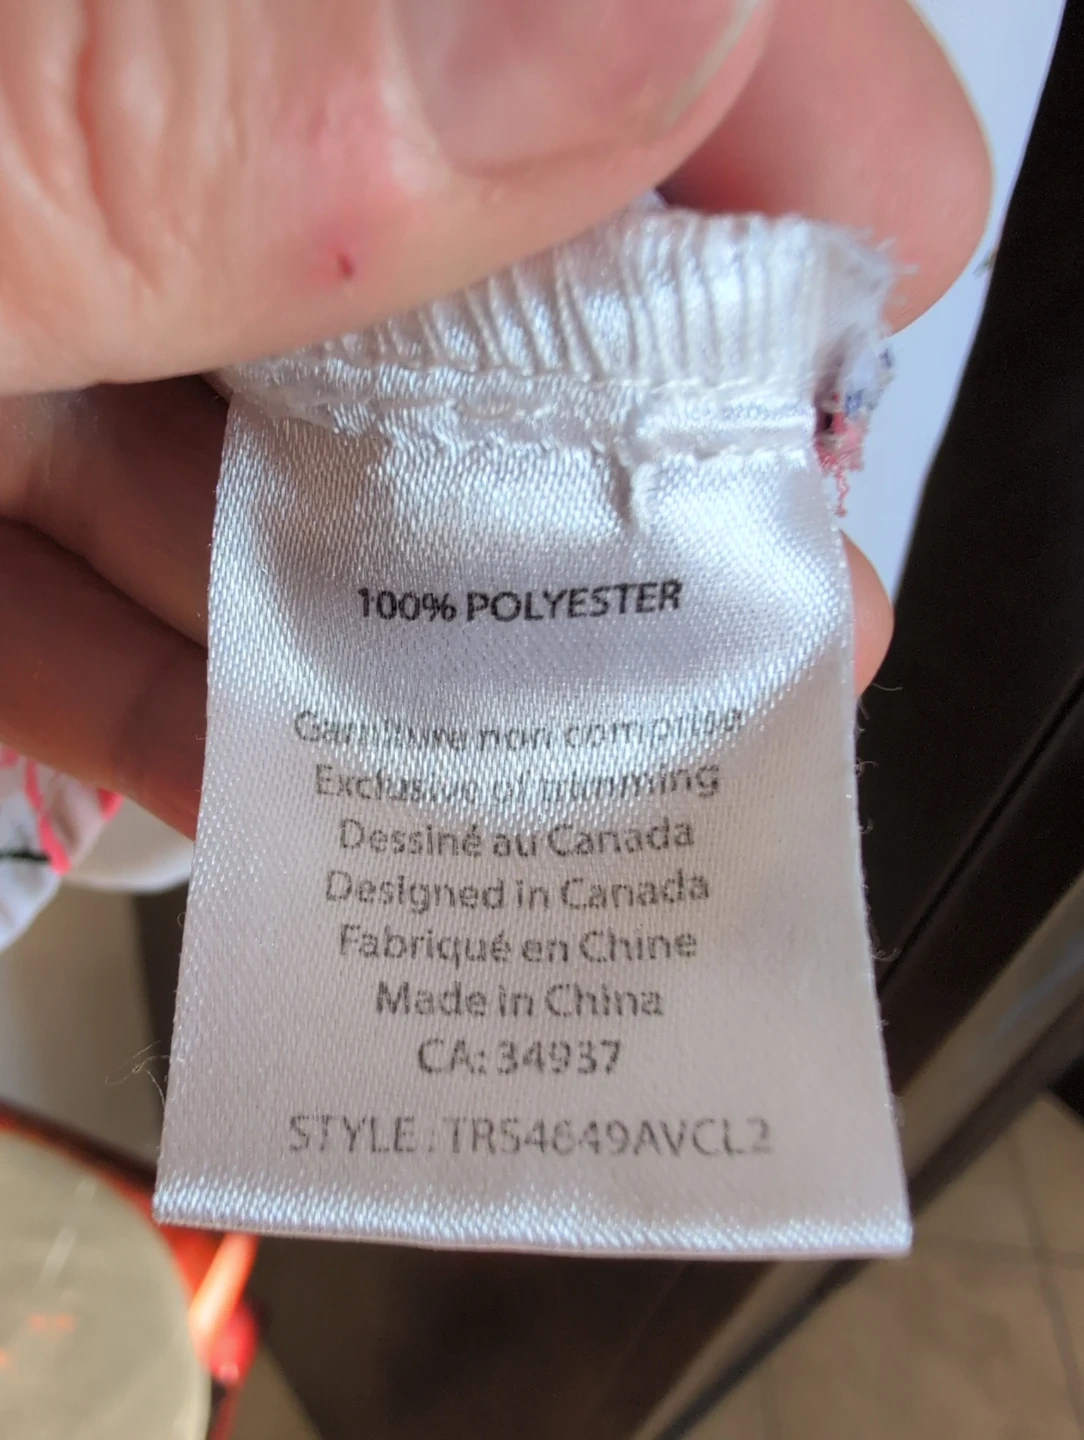 100% POLYESTER
Garniture non comprise
Exclusive of trimming
Dessiné au Canada
Designed in Canada
Fabriqué en Chine
Made in China
CA: 34937
STYLE: TR54649AVCL2